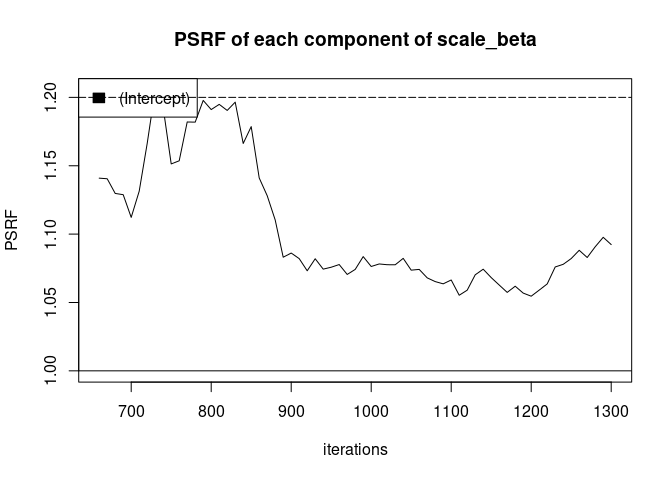 PSRF of each component of scale_beta
(Intercept)
PSRF
1.20
1.15
1.10
1.05
1.00
700 800 900 1000 1100 1200 1300
iterations